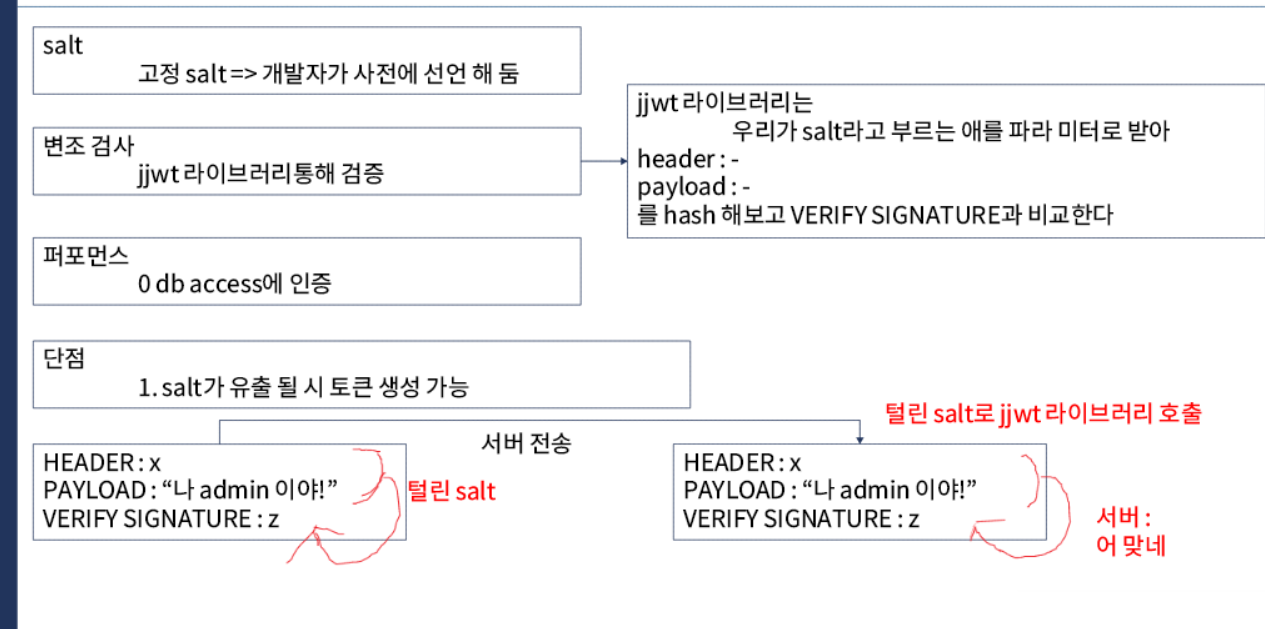 salt
고정 salt => 개발자가 사전에 선언 해 둠
변조 검사
jjwt 라이브러리통해 검증
jjwt 라이브러리는
우리가 salt라고 부르는 애를 파라 미터로 받아
header : -
payload : -
를 hash 해보고 VERIFY SIGNATURE과 비교한다
퍼포먼스
0 db access에 인증
단점
1. salt가 유출 될 시 토큰 생성 가능
털린 salt로 jjwt 라이브러리 호출
서버 전송
HEADER : x
PAYLOAD : “나 admin 이야!”
VERIFY SIGNATURE : z
털린 salt
HEADER : x
PAYLOAD : “나 admin 이야!”
VERIFY SIGNATURE : z
서버 :
어 맞네